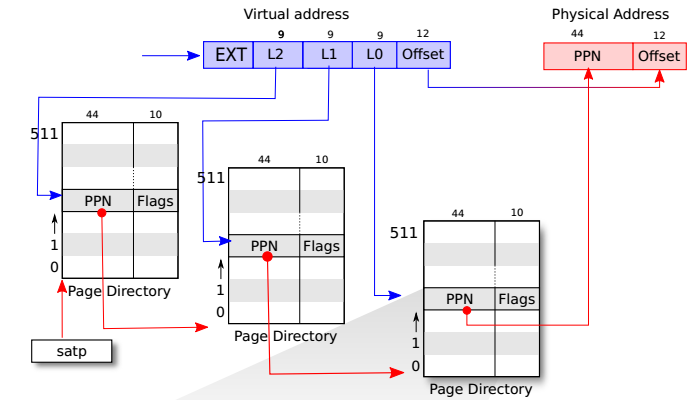 Virtual address
Physical Address
9 9 9 12
EXT L2 L1 L0 Offset
44 12
PPN Offset
44 10
511
PPN Flags
1
0
Page Directory
satp
44 10
511
PPN Flags
1
0
Page Directory
44 10
511
PPN Flags
1
0
Page Directory